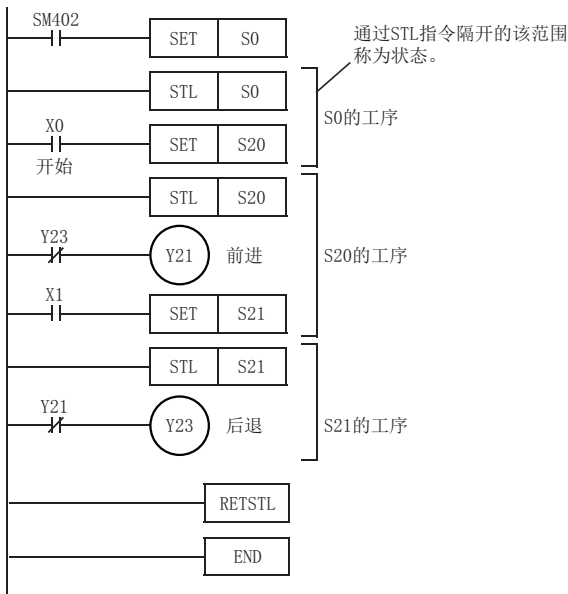 SM402
SET S0
通过STL指令隔开的该范围
称为状态。
STL S0
S0的工序
X0
SET S20
开始
STL S20
Y23
Y21 前进
S20的工序
X1
SET S21
STL S21
Y21
Y23 后退
S21的工序
RETSTL
END